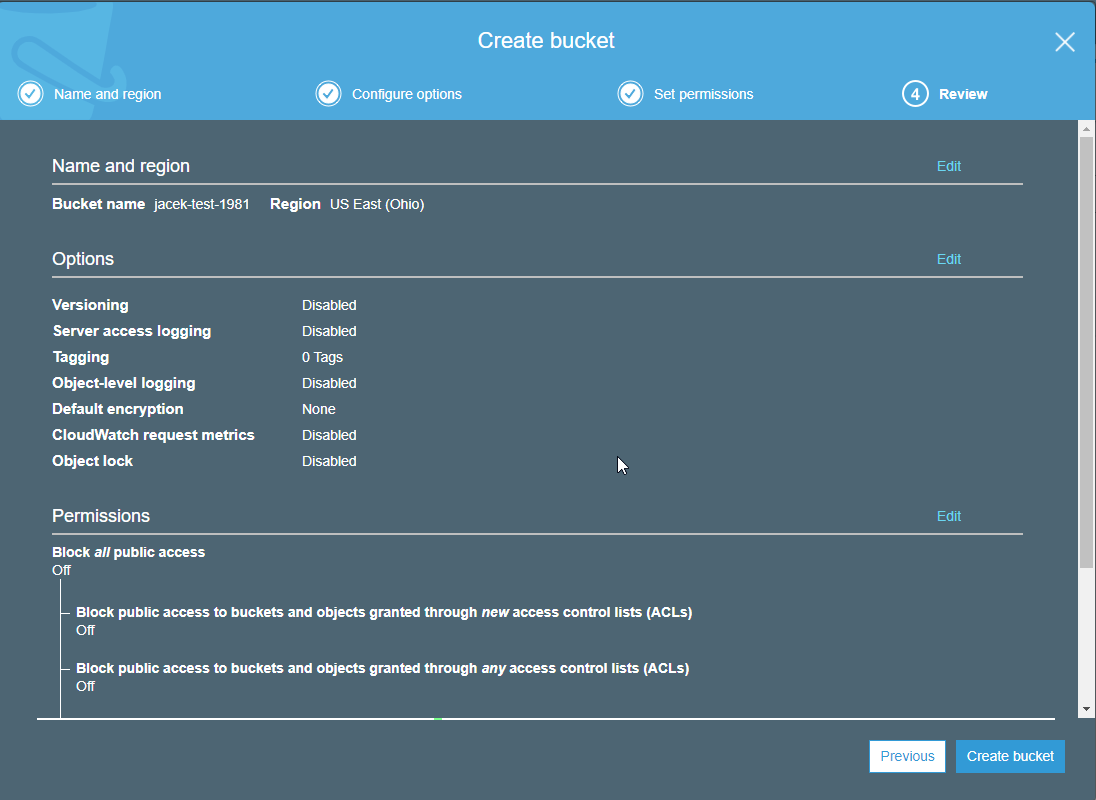 Create bucket
Name and region Configure options Set permissions 4 Review
Name and region Edit
Bucket name jacek-test-1981 Region US East (Ohio)
Options Edit
Versioning Disabled
Server access logging Disabled
Tagging 0 Tags
Object-level logging Disabled
Default encryption None
CloudWatch request metrics Disabled
Object lock Disabled
Permissions Edit
Block all public access
Off
Block public access to buckets and objects granted through new access control lists (ACLs)
Off
Block public access to buckets and objects granted through any access control lists (ACLs)
Off
Previous Create bucket